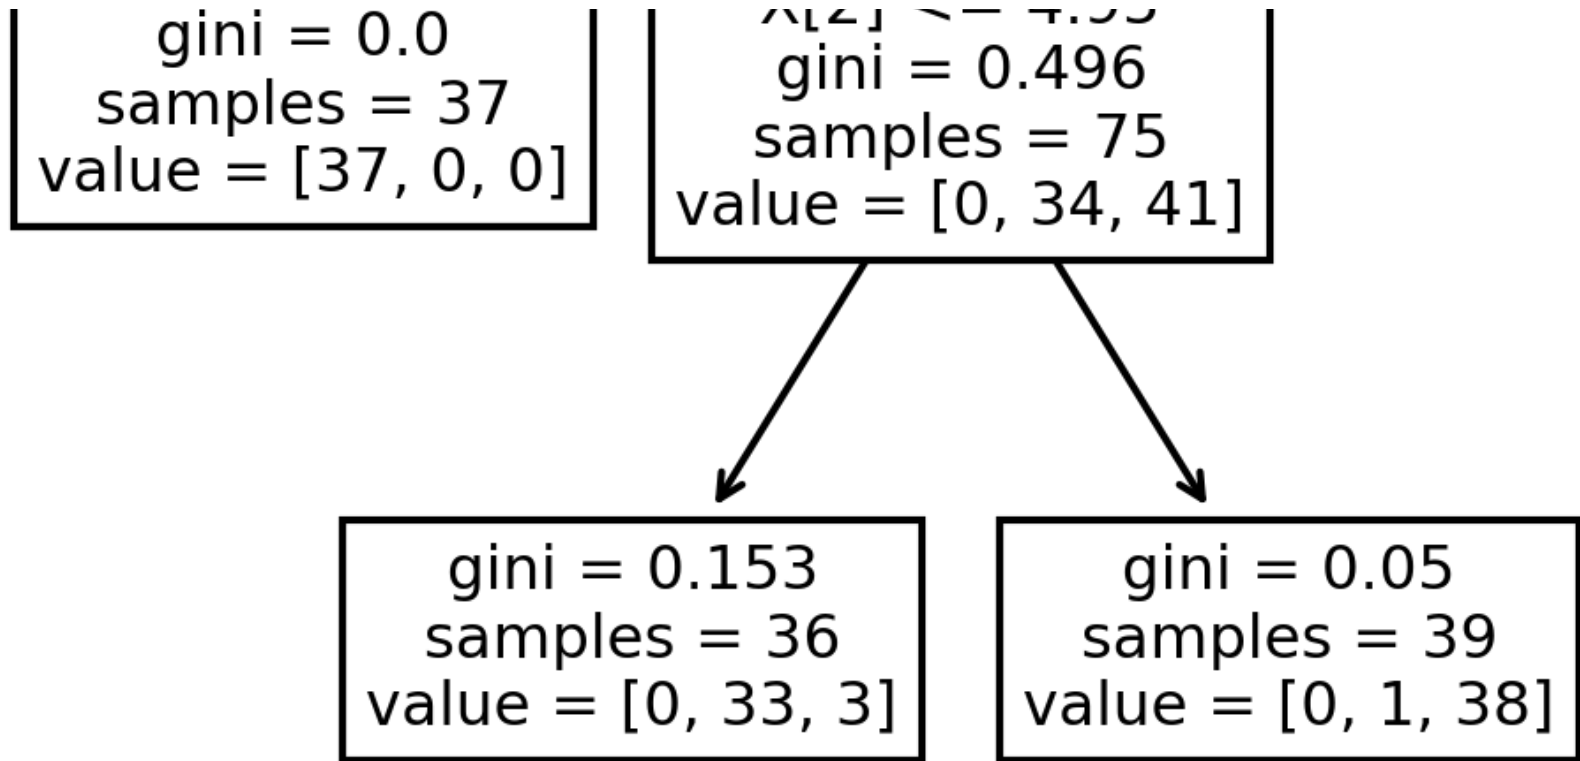 gini = 0.0
samples = 37
value = [37, 0, 0]
gini = 0.496
samples = 75
value = [0, 34, 41]
gini = 0.153
samples = 36
value = [0, 33, 3]
gini = 0.05
samples = 39
value = [0, 1, 38]